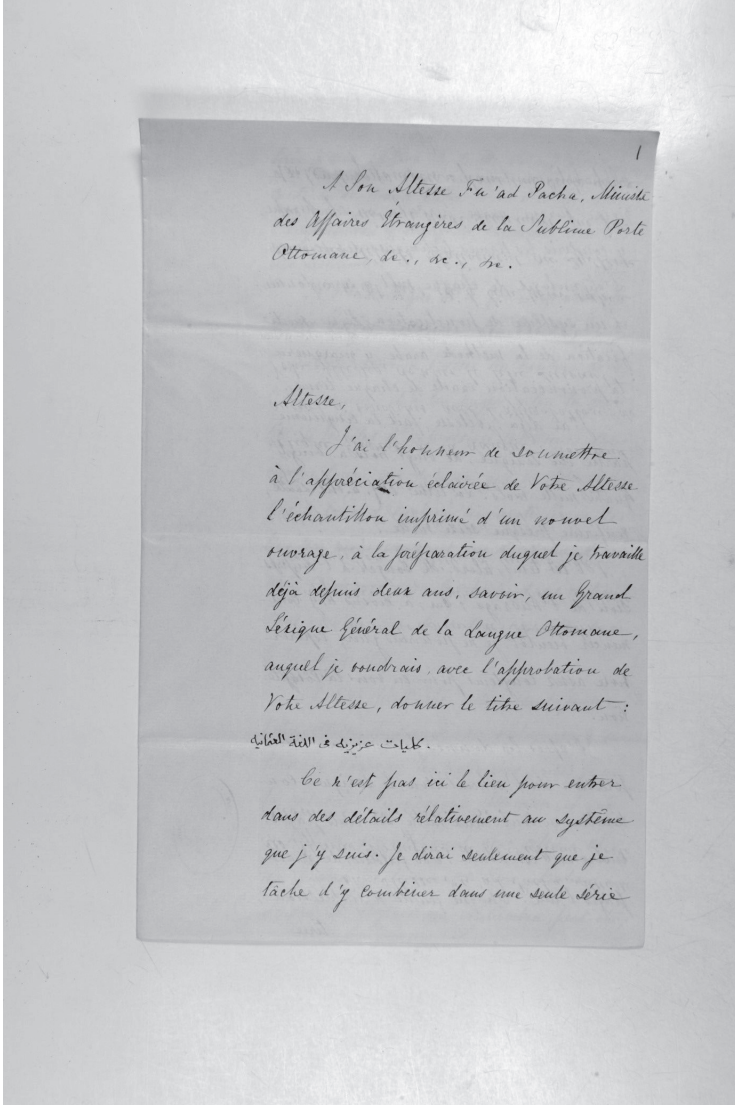 1
A Son Altesse Fu'ad Pacha, Ministre
des Affaires Étrangères de la Sublime Porte
Ottomane, &c., &c., &c.
Altesse,
J'ai l'honneur de soumettre
à l'appréciation éclairée de Votre Altesse
l'échantillon imprimé d'un nouvel
ouvrage, à la préparation duquel je travaille
déjà depuis deux ans, savoir, un Grand
Léxique Général de la Langue Ottomane,
auquel je voudrais, avec l'approbation de
Votre Altesse, donner le titre suivant :
كليات عزيزيه فى اللغة العثمانيه.
Ce n'est pas ici le lieu pour entrer
dans des détails rélativement au système
que j'y suis. Je dirai seulement que je
tâche d'y combiner dans une seule série